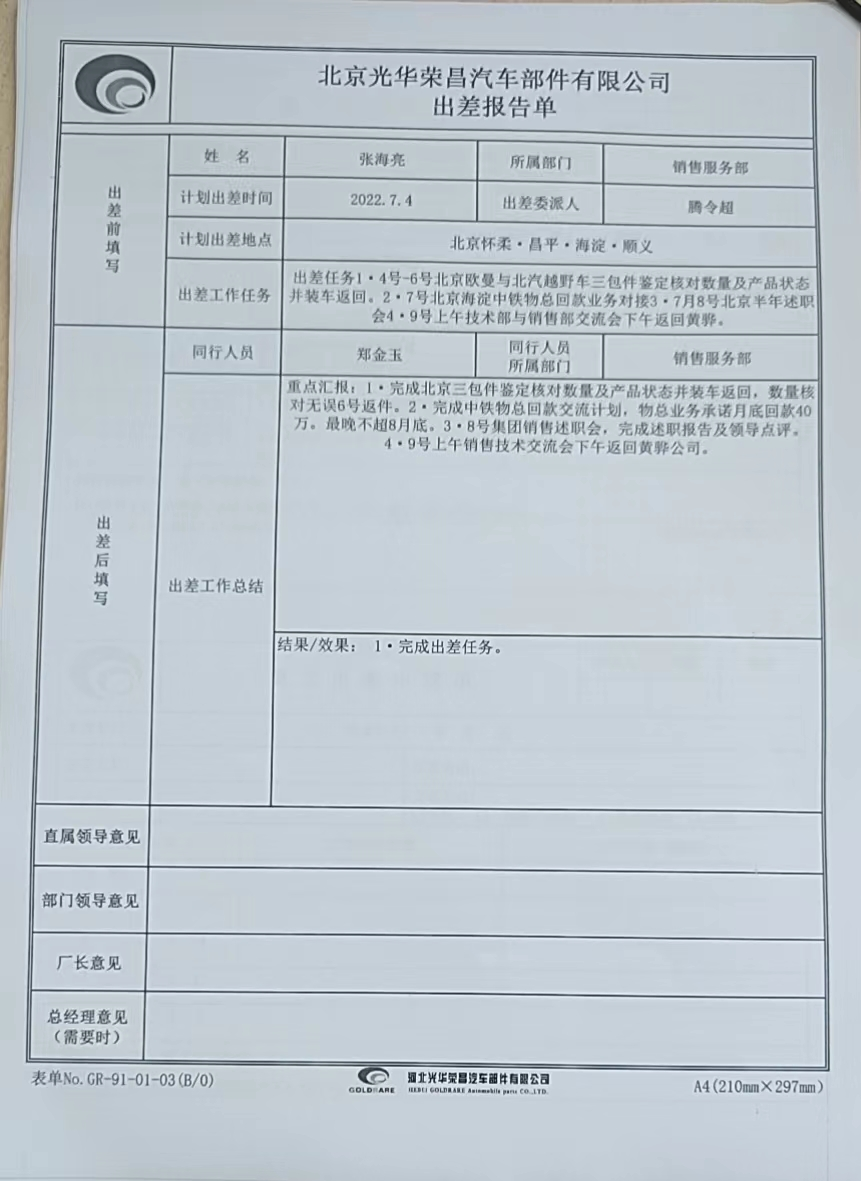 北京光华荣昌汽车部件有限公司
出差报告单
出差前填写
姓 名 张海亮 所属部门 销售服务部
计划出差时间 2022.7.4 出差委派人 腾令超
计划出差地点 北京怀柔·昌平·海淀·顺义
出差工作任务
出差任务1·4号-6号北京欧曼与北汽越野车三包件鉴定核对数量及产品状态
并装车返回。2·7号北京海淀中铁物总回款业务对接3·7月8号北京半年述职
会4·9号上午技术部与销售部交流会下午返回黄骅。
出差后填写
同行人员 郑金玉 同行人员 销售服务部
所属部门
出差工作总结
重点汇报：1·完成北京三包件鉴定核对数量及产品状态并装车返回，数量核
对无误6号返件。2·完成中铁物总回款交流计划，物总业务承诺月底回款40
万。最晚不超8月底。3·8号集团销售述职会，完成述职报告及领导点评。
4·9号上午销售技术交流会下午返回黄骅公司。
结果/效果： 1·完成出差任务。
直属领导意见
部门领导意见
厂长意见
总经理意见
（需要时）
表单No.GR-91-01-03(B/0)
GOLDRARE
河北光华荣昌汽车部件有限公司
HEBEI GOLDRARE Automobile parts CO.,LTD.
A4(210mm×297mm)